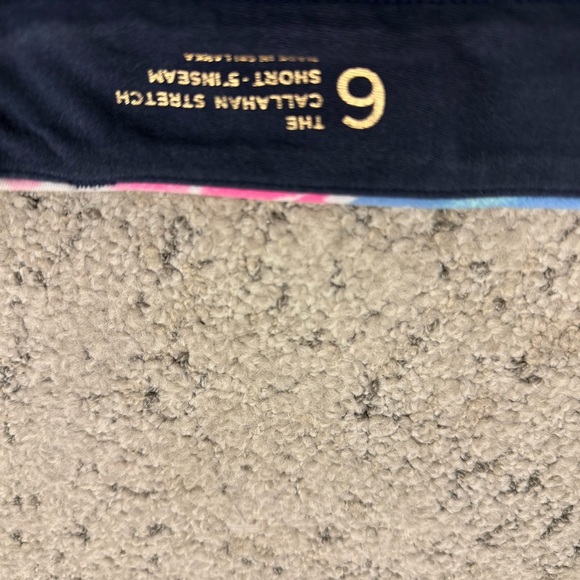 6
THE
CALLAHAN STRETCH
SHORT - 5"INSEAM
MADE IN SRI LANKA